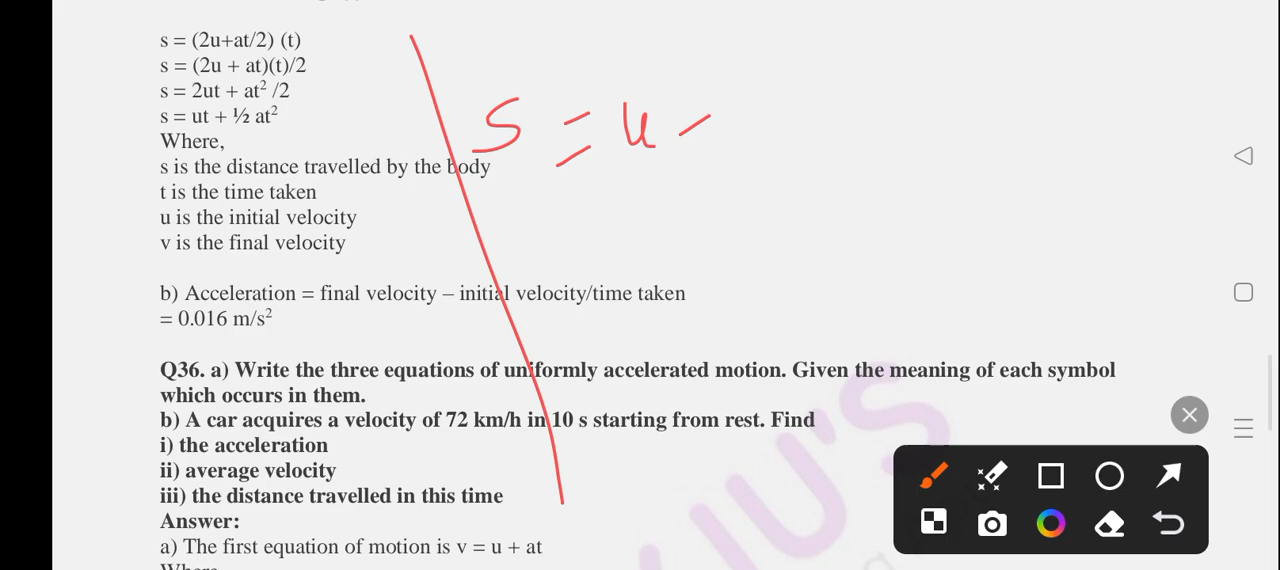 s = (2u+at/2) (t)
s = (2u + at)(t)/2
s = 2ut + at² /2
s = ut + ½ at²
Where,
s is the distance travelled by the body
t is the time taken
u is the initial velocity
v is the final velocity
S = u -
b) Acceleration = final velocity – initial velocity/time taken
= 0.016 m/s²
Q36. a) Write the three equations of uniformly accelerated motion. Given the meaning of each symbol
which occurs in them.
b) A car acquires a velocity of 72 km/h in 10 s starting from rest. Find
i) the acceleration
ii) average velocity
iii) the distance travelled in this time
Answer:
a) The first equation of motion is v = u + at
Where